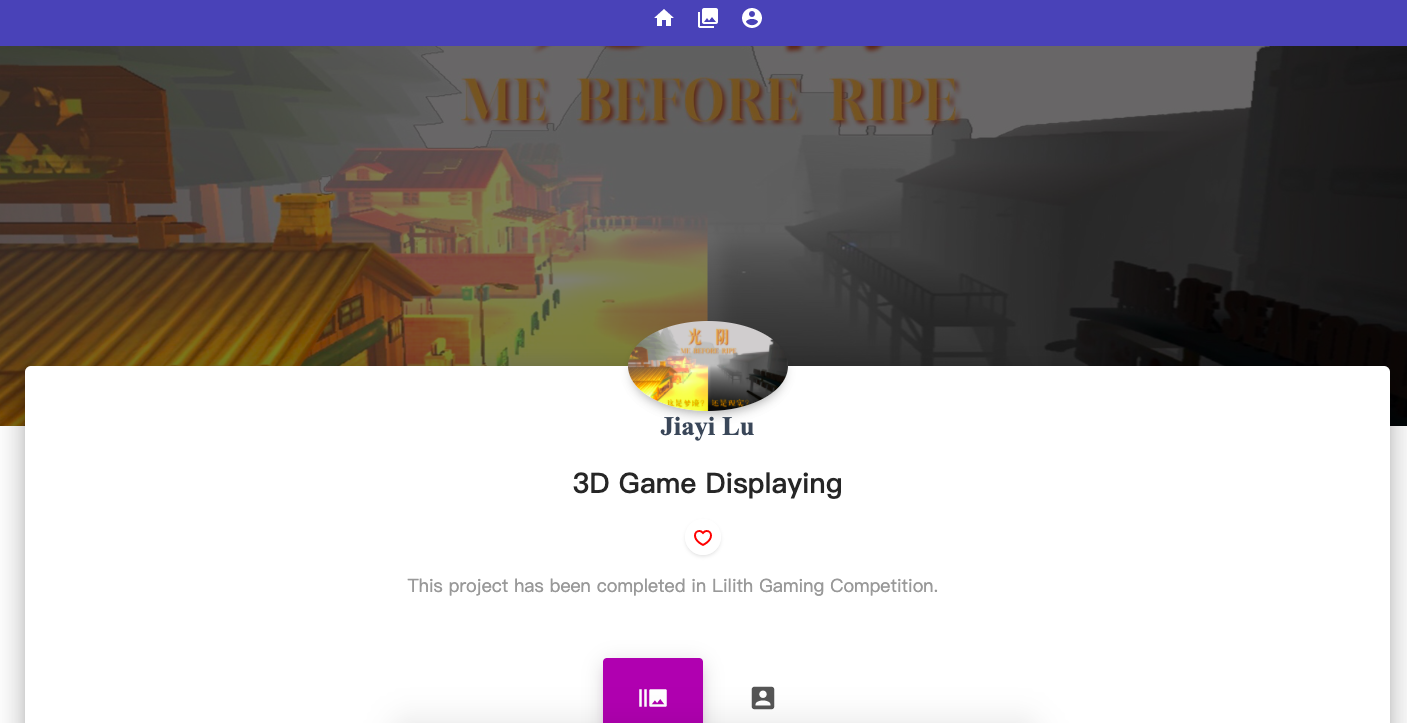 ME BEFORE RIPE
光 阴
ME BEFORE RIPE
Jiayi Lu
3D Game Displaying
This project has been completed in Lilith Gaming Competition.